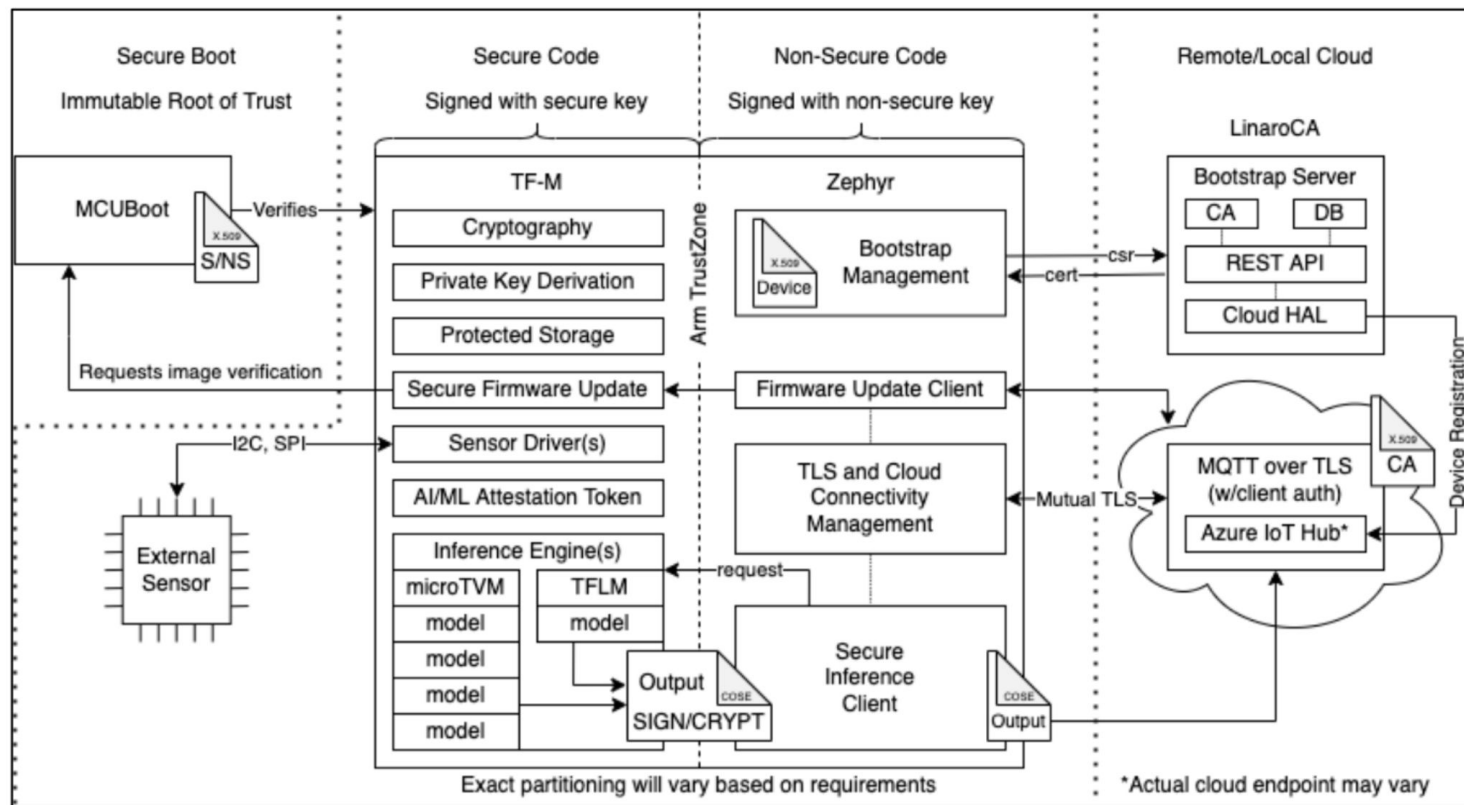 Secure Boot
Immutable Root of Trust
MCUBoot
X.509
S/NS
Verifies
Requests image verification
I2C, SPI
External
Sensor
Secure Code
Signed with secure key
TF-M
Cryptography
Private Key Derivation
Protected Storage
Secure Firmware Update
Sensor Driver(s)
AI/ML Attestation Token
Inference Engine(s)
microTVM
model
model
model
model
TFLM
model
Output
COSE
SIGN/CRYPT
Arm TrustZone
Non-Secure Code
Signed with non-secure key
Zephyr
X.509
Device
Bootstrap
Management
Firmware Update Client
TLS and Cloud
Connectivity
Management
request
Secure
Inference
Client
COSE
Output
Exact partitioning will vary based on requirements
csr
cert
Mutual TLS
Remote/Local Cloud
LinaroCA
Bootstrap Server
CA
DB
REST API
Cloud HAL
Device Registration
X.509
CA
MQTT over TLS
(w/client auth)
Azure IoT Hub*
*Actual cloud endpoint may vary